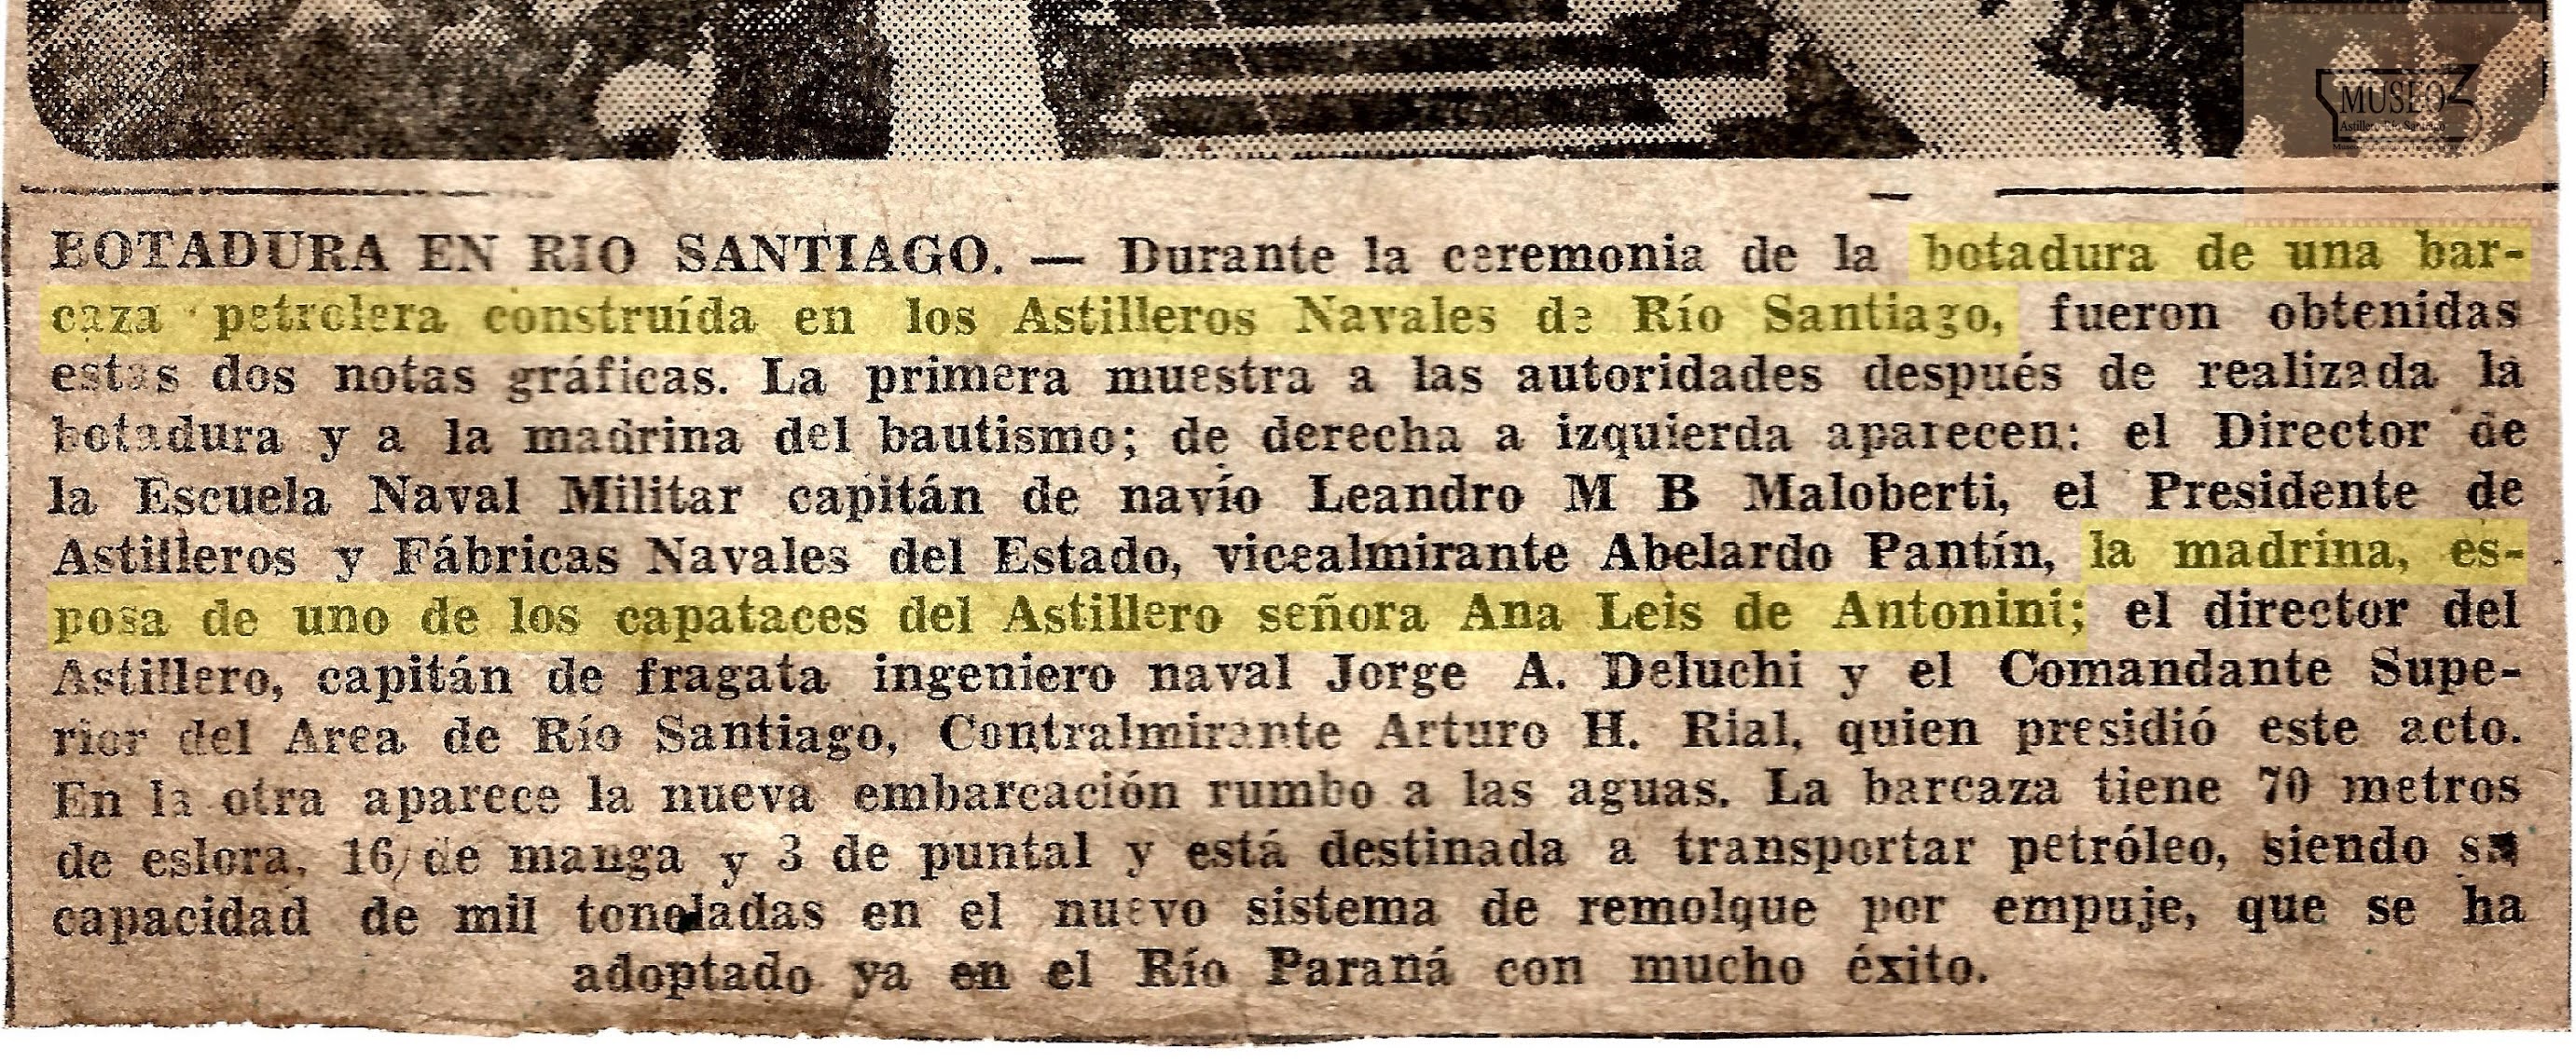 MUSEO
Astillero Río Santiago
BOTADURA EN RIO SANTIAGO. — Durante la ceremonia de la botadura de una bar-
caza petrolera construída en los Astilleros Navales de Río Santiago, fueron obtenidas
estas dos notas gráficas. La primera muestra a las autoridades después de realizada la
botadura y a la madrina del bautismo; de derecha a izquierda aparecen: el Director de
la Escuela Naval Militar capitán de navío Leandro M B Maloberti, el Presidente de
Astilleros y Fábricas Navales del Estado, vicealmirante Abelardo Pantín, la madrina, es-
posa de uno de los capataces del Astillero señora Ana Leis de Antonini; el director del
Astillero, capitán de fragata ingeniero naval Jorge A. Deluchi y el Comandante Supe-
rior del Area de Río Santiago, Contralmirante Arturo H. Rial, quien presidió este acto.
En la otra aparece la nueva embarcación rumbo a las aguas. La barcaza tiene 70 metros
de eslora, 16 de manga y 3 de puntal y está destinada a transportar petróleo, siendo su
capacidad de mil toneladas en el nuevo sistema de remolque por empuje, que se ha
adoptado ya en el Río Paraná con mucho éxito.